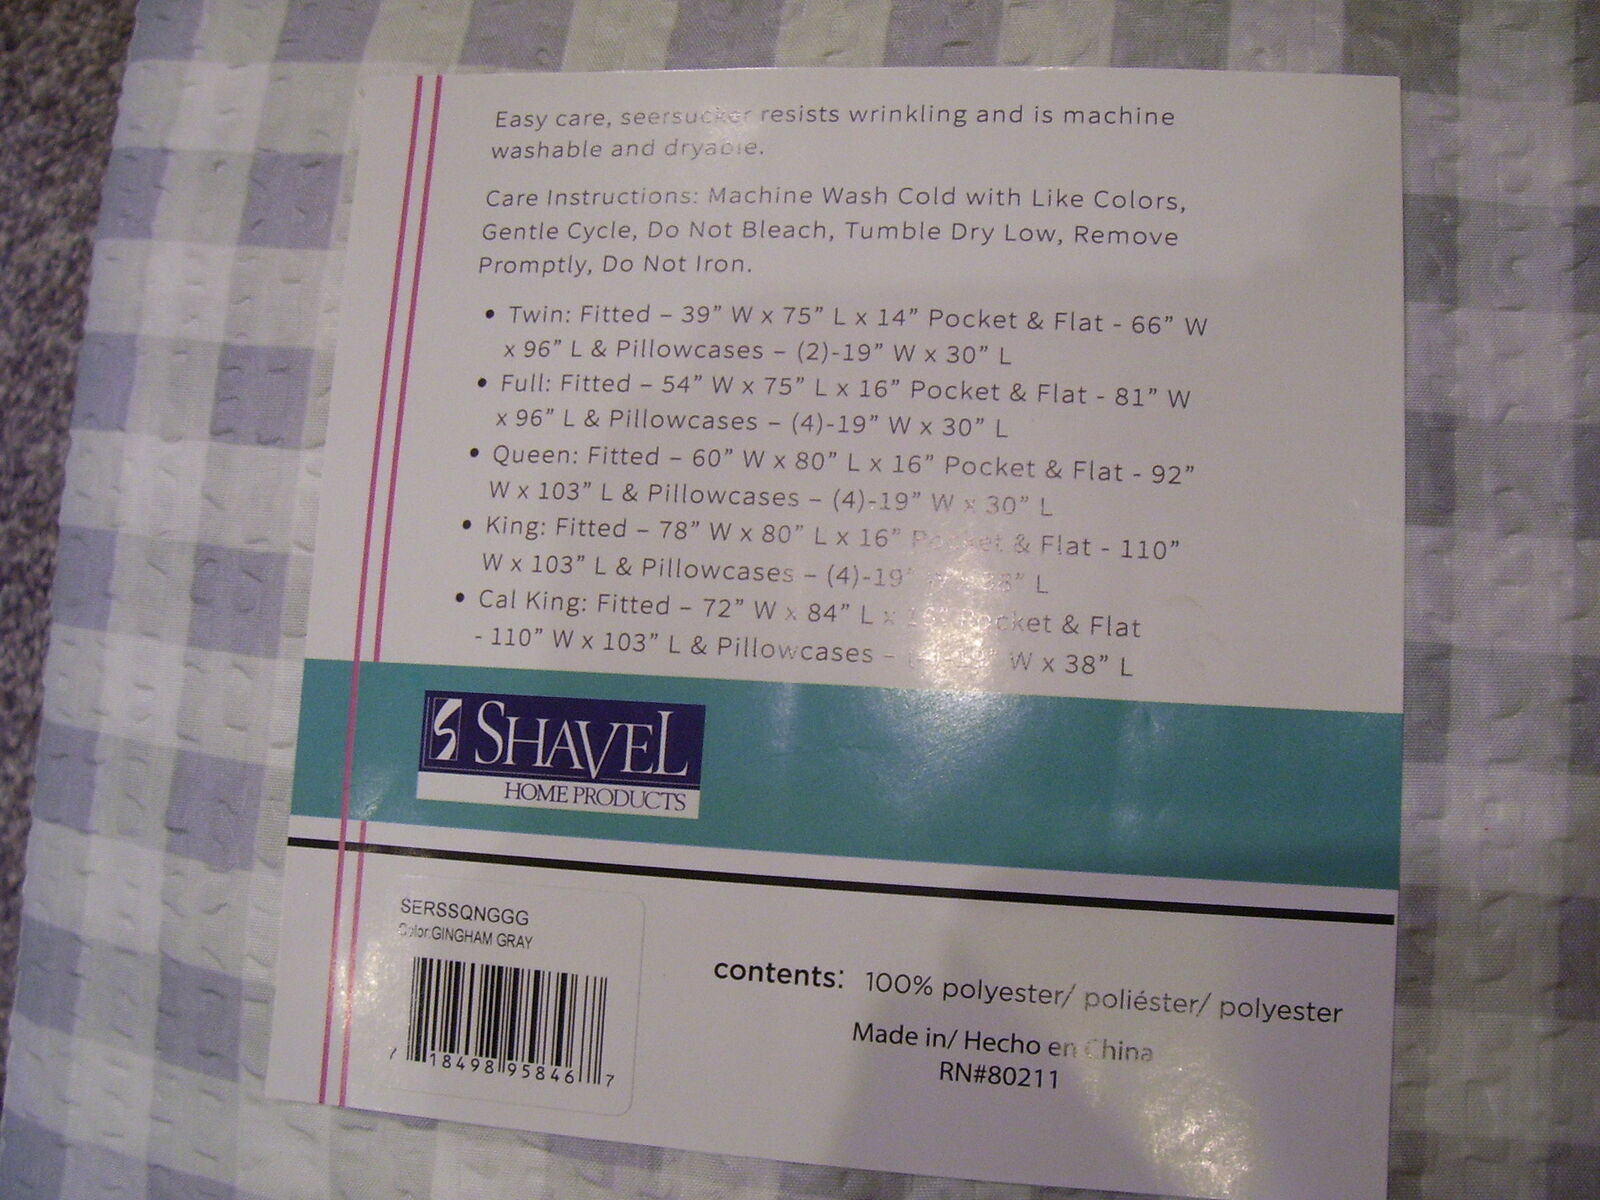 Easy care, seersucker resists wrinkling and is machine
washable and dryable.
Care Instructions: Machine Wash Cold with Like Colors,
Gentle Cycle, Do Not Bleach, Tumble Dry Low, Remove
Promptly, Do Not Iron.
• Twin: Fitted – 39” W x 75” L x 14” Pocket & Flat - 66” W
x 96” L & Pillowcases – (2)-19” W x 30” L
• Full: Fitted – 54” W x 75” L x 16” Pocket & Flat - 81” W
x 96” L & Pillowcases – (4)-19” W x 30” L
• Queen: Fitted – 60” W x 80” L x 16” Pocket & Flat - 92”
W x 103” L & Pillowcases – (4)-19” W x 30” L
• King: Fitted – 78” W x 80” L x 16” Pocket & Flat - 110”
W x 103” L & Pillowcases – (4)-19” W x 38” L
• Cal King: Fitted – 72” W x 84” L x Pocket & Flat
- 110” W x 103” L & Pillowcases – W x 38” L
SHAVEL
HOME PRODUCTS
SERSSQNGGG
Color:GINGHAM GRAY
7 18498 95846 7
contents: 100% polyester/ poliéster/ polyester
Made in/ Hecho en China
RN#80211